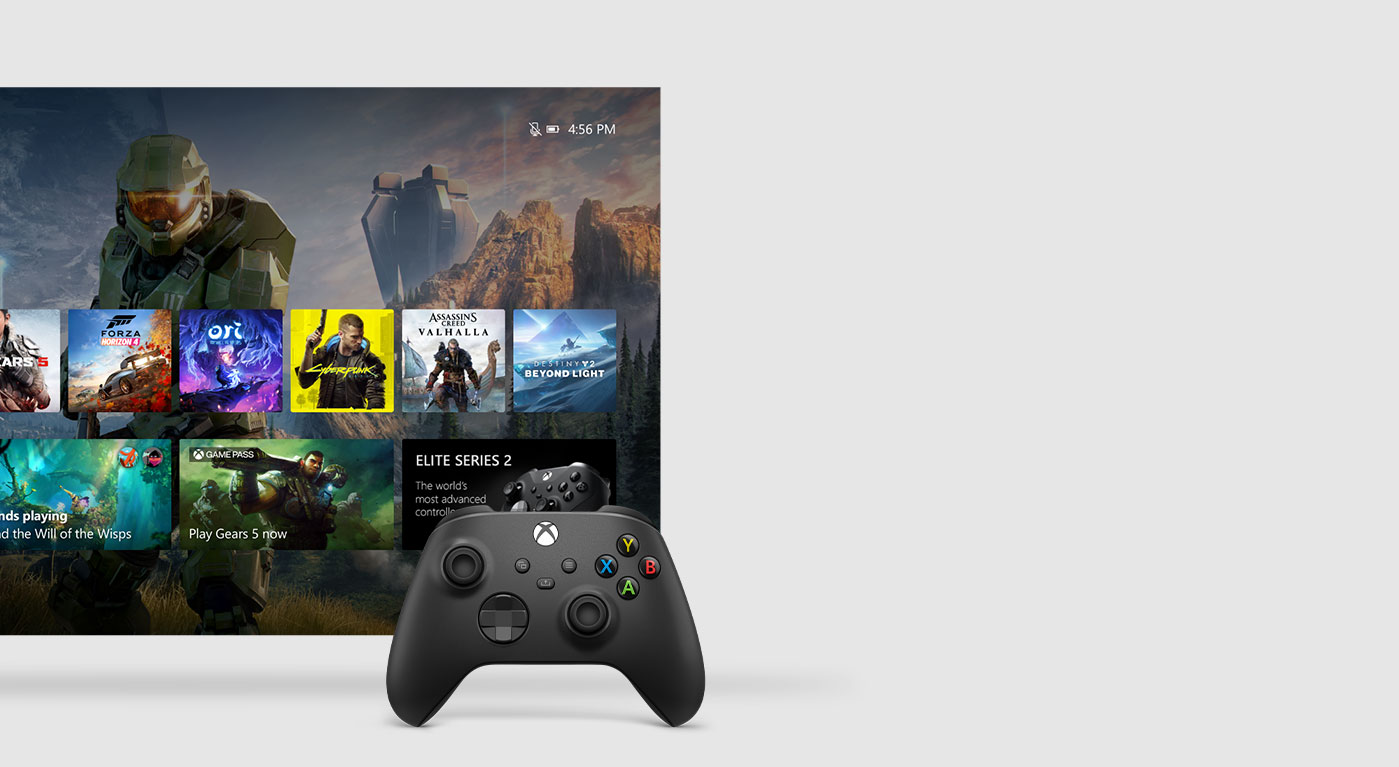 4:56 PM
117
ARS 5
FORZA
HORIZON 4
ori
ASSASSIN'S
CREED
VALHALLA
Cyberpunk
DESTINY 2
BEYOND LIGHT
nds playing
d the Will of the Wisps
GAME PASS
Play Gears 5 now
ELITE SERIES 2
The world's
most advanced
controlle
Y
X
B
A